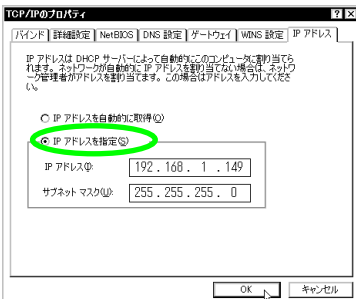 TCP/IPのプロパティ
バインド 詳細設定 NetBIOS DNS 設定 ゲートウェイ WINS 設定 IP アドレス
IP アドレスは DHCP サーバーによって自動的にこのコンピュータに割り当てら
れます。ネットワークが自動的に IP アドレスを割り当てない場合は、ネットワ
ーク管理者がアドレスを割り当てます。この場合はアドレスを入力してくださ
い。
IP アドレスを自動的に取得(O)
IP アドレスを指定(S)
IP アドレス(I): 192.168. 1 .149
サブネット マスク(U): 255.255.255. 0
OK キャンセル